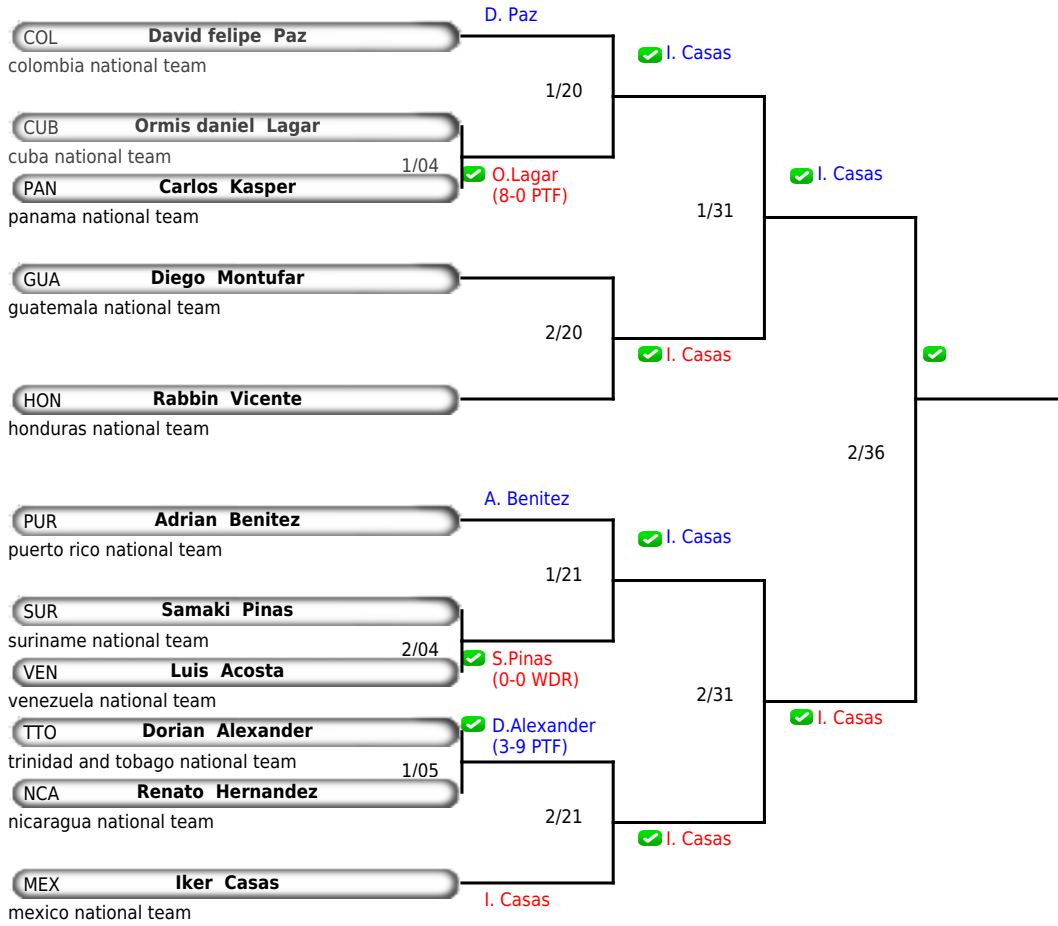 D. Paz
COL David felipe Paz
colombia national team
I. Casas
1/20
CUB Ormis daniel Lagar
cuba national team
1/04
O.Lagar
(8-0 PTF)
PAN Carlos Kasper
panama national team
I. Casas
1/31
GUA Diego Montufar
guatemala national team
2/20
I. Casas
HON Rabbin Vicente
honduras national team
2/36
A. Benitez
PUR Adrian Benitez
puerto rico national team
I. Casas
1/21
SUR Samaki Pinas
suriname national team
2/04
S.Pinas
(0-0 WDR)
VEN Luis Acosta
venezuela national team
2/31
I. Casas
TTO Dorian Alexander
D.Alexander
(3-9 PTF)
trinidad and tobago national team
1/05
NCA Renato Hernandez
nicaragua national team
2/21
I. Casas
MEX Iker Casas
I. Casas
mexico national team